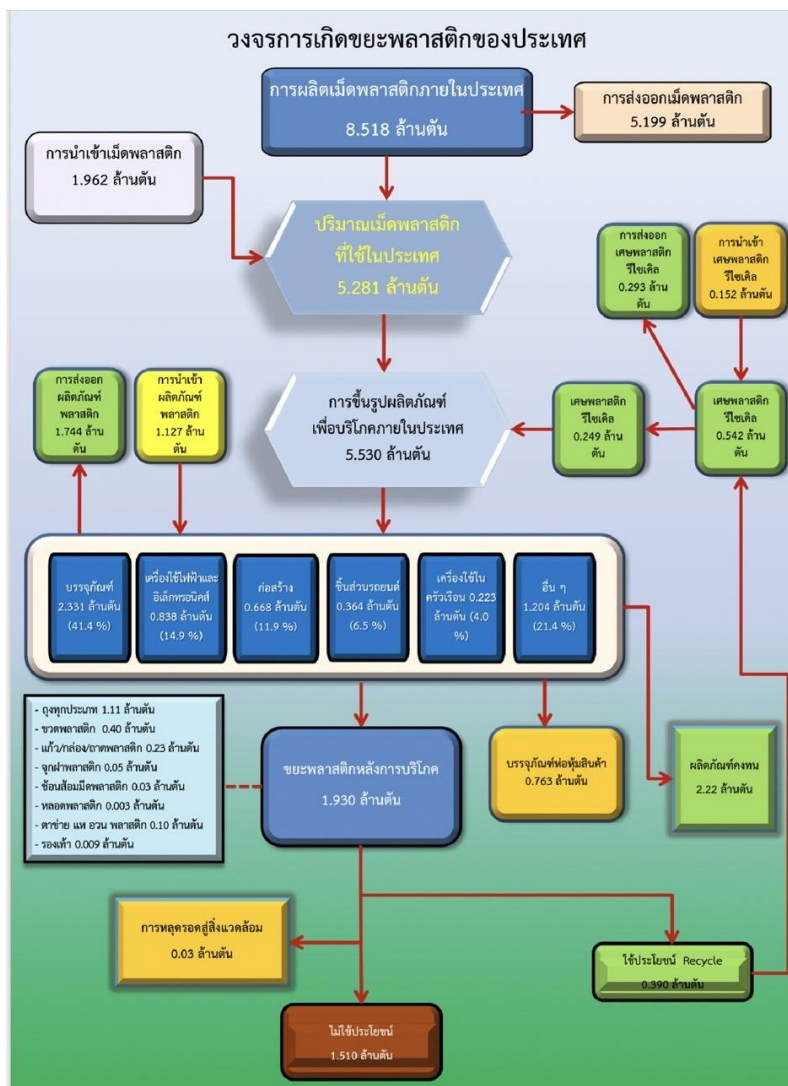 วงจรการเกิดขยะพลาสติกของประเทศ
การผลิตเม็ดพลาสติกภายในประเทศ
8.518 ล้านตัน
การส่งออกเม็ดพลาสติก
5.199 ล้านตัน
การนำเข้าเม็ดพลาสติก
1.962 ล้านตัน
ปริมาณเม็ดพลาสติก
ที่ใช้ในประเทศ
5.281 ล้านตัน
การส่งออก
เศษพลาสติก
รีไซเคิล
0.293 ล้าน
ตัน
การนำเข้า
เศษพลาสติก
รีไซเคิล
0.152 ล้านตัน
การส่งออก
ผลิตภัณฑ์
พลาสติก
1.744 ล้าน
ตัน
การนำเข้า
ผลิตภัณฑ์
พลาสติก
1.127 ล้าน
ตัน
การขึ้นรูปผลิตภัณฑ์
เพื่อบริโภคภายในประเทศ
5.530 ล้านตัน
เศษพลาสติก
รีไซเคิล
0.249 ล้าน
ตัน
เศษพลาสติก
รีไซเคิล
0.542 ล้าน
ตัน
บรรจุภัณฑ์
2.331 ล้านตัน
(41.4 %)
เครื่องใช้ไฟฟ้าและ
อิเล็กทรอนิกส์
0.838 ล้านตัน
(14.9 %)
ก่อสร้าง
0.668 ล้านตัน
(11.9 %)
ชิ้นส่วนรถยนต์
0.364 ล้านตัน
(6.5 %)
เครื่องใช้ใน
ครัวเรือน 0.223
ล้านตัน (4.0
%)
อื่น ๆ
1.204 ล้านตัน
(21.4 %)
- ถุงทุกประเภท 1.11 ล้านตัน
- ขวดพลาสติก 0.40 ล้านตัน
- แก้ว/กล่อง/ถาดพลาสติก 0.23 ล้านตัน
- จุกฝาพลาสติก 0.05 ล้านตัน
- ช้อนส้อมมีดพลาสติก 0.03 ล้านตัน
- หลอดพลาสติก 0.003 ล้านตัน
- ตาข่าย แห อวน พลาสติก 0.10 ล้านตัน
- รองเท้า 0.009 ล้านตัน
ขยะพลาสติกหลังการบริโภค
1.930 ล้านตัน
บรรจุภัณฑ์ห่อหุ้มสินค้า
0.763 ล้านตัน
ผลิตภัณฑ์คงทน
2.22 ล้านตัน
การหลุดรอดสู่สิ่งแวดล้อม
0.03 ล้านตัน
ใช้ประโยชน์ Recycle
0.390 ล้านตัน
ไม่ใช้ประโยชน์
1.510 ล้านตัน